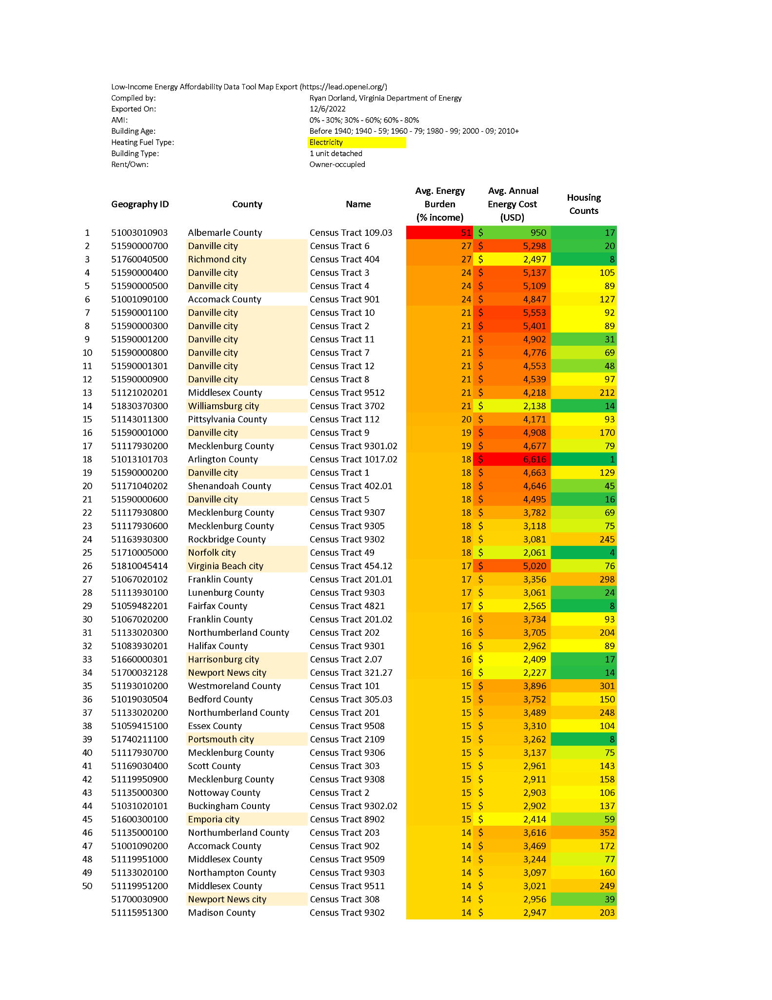 Low-Income Energy Affordability Data Tool Map Export (https://lead.openei.org/)
Compiled by: Ryan Dorland, Virginia Department of Energy
Exported On: 12/6/2022
AMI: 0% - 30%; 30% - 60%; 60% - 80%
Building Age: Before 1940; 1940 - 59; 1960 - 79; 1980 - 99; 2000 - 09; 2010+
Heating Fuel Type: Electricity
Building Type: 1 unit detached
Rent/Own: Owner-occupied
Geography ID County Name Avg. Energy Burden (% income) Avg. Annual Energy Cost (USD) Housing Counts
1 51003010903 Albemarle County Census Tract 109.03 51 $ 950 17
2 51590000700 Danville city Census Tract 6 27 $ 5,298 20
3 51760040500 Richmond city Census Tract 404 27 $ 2,497 8
4 51590000400 Danville city Census Tract 3 24 $ 5,137 105
5 51590000500 Danville city Census Tract 4 24 $ 5,109 89
6 51001090100 Accomack County Census Tract 901 24 $ 4,847 127
7 51590001100 Danville city Census Tract 10 21 $ 5,553 92
8 51590000300 Danville city Census Tract 2 21 $ 5,401 89
9 51590001200 Danville city Census Tract 11 21 $ 4,902 31
10 51590000800 Danville city Census Tract 7 21 $ 4,776 69
11 51590001301 Danville city Census Tract 12 21 $ 4,553 48
12 51590000900 Danville city Census Tract 8 21 $ 4,539 97
13 51121020201 Middlesex County Census Tract 9512 21 $ 4,218 212
14 51830370300 Williamsburg city Census Tract 3702 21 $ 2,138 14
15 51143011300 Pittsylvania County Census Tract 112 20 $ 4,171 93
16 51590001000 Danville city Census Tract 9 19 $ 4,908 170
17 51117930200 Mecklenburg County Census Tract 9301.02 19 $ 4,677 79
18 51013101703 Arlington County Census Tract 1017.02 18 $ 6,616 1
19 51590000200 Danville city Census Tract 1 18 $ 4,663 129
20 51171040202 Shenandoah County Census Tract 402.01 18 $ 4,646 45
21 51590000600 Danville city Census Tract 5 18 $ 4,495 16
22 51117930800 Mecklenburg County Census Tract 9307 18 $ 3,782 69
23 51117930600 Mecklenburg County Census Tract 9305 18 $ 3,118 75
24 51163930300 Rockbridge County Census Tract 9302 18 $ 3,081 245
25 51710005000 Norfolk city Census Tract 49 18 $ 2,061 4
26 51810045414 Virginia Beach city Census Tract 454.12 17 $ 5,020 76
27 51067020102 Franklin County Census Tract 201.01 17 $ 3,356 298
28 51113930100 Lunenburg County Census Tract 9303 17 $ 3,061 24
29 51059482201 Fairfax County Census Tract 4821 17 $ 2,565 8
30 51067020200 Franklin County Census Tract 201.02 16 $ 3,734 93
31 51133020300 Northumberland County Census Tract 202 16 $ 3,705 204
32 51083930201 Halifax County Census Tract 9301 16 $ 2,962 89
33 51660000301 Harrisonburg city Census Tract 2.07 16 $ 2,409 17
34 51700032128 Newport News city Census Tract 321.27 16 $ 2,227 14
35 51193010200 Westmoreland County Census Tract 101 15 $ 3,896 301
36 51019030504 Bedford County Census Tract 305.03 15 $ 3,752 150
37 51133020200 Northumberland County Census Tract 201 15 $ 3,489 248
38 51059415100 Essex County Census Tract 9508 15 $ 3,310 104
39 51740211100 Portsmouth city Census Tract 2109 15 $ 3,262 8
40 51117930700 Mecklenburg County Census Tract 9306 15 $ 3,137 75
41 51169030400 Scott County Census Tract 303 15 $ 2,961 143
42 51119950900 Mecklenburg County Census Tract 9308 15 $ 2,911 158
43 51135000300 Nottoway County Census Tract 2 15 $ 2,903 106
44 51031020101 Buckingham County Census Tract 9302.02 15 $ 2,902 137
45 51600300100 Emporia city Census Tract 8902 15 $ 2,414 59
46 51135000100 Northumberland County Census Tract 203 14 $ 3,616 352
47 51001090200 Accomack County Census Tract 902 14 $ 3,469 172
48 51119951000 Middlesex County Census Tract 9509 14 $ 3,244 77
49 51133020100 Northampton County Census Tract 9303 14 $ 3,097 160
50 51119951200 Middlesex County Census Tract 9511 14 $ 3,021 249
51700030900 Newport News city Census Tract 308 14 $ 2,956 39
51115951300 Madison County Census Tract 9302 14 $ 2,947 203